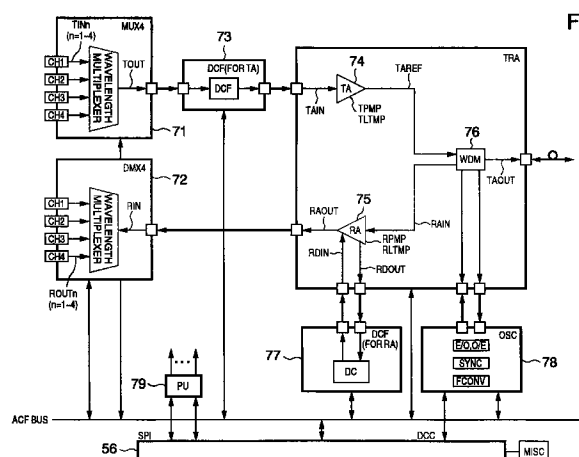 F
TINn
(n=1~4)
MUX4
CH1
CH2
CH3
CH4
WAVELENGTH
MULTIPLEXER
TOUT
71
73
DCF(FOR TA)
DCF
TRA
74
TA
TAREF
TAIN
TPMP
TLTMP
76
WDM
TAOUT
72
DMX4
CH1
CH2
CH3
CH4
WAVELENGTH
MULTIPLEXER
RIN
ROUTn
(n=1~4)
75
RAOUT
RA
RAIN
RPMP
RLTMP
RDIN
RDOUT
77
DCF
(FOR RA)
DC
OSC
E/O,O/E
SYNC
FCONV
78
79
PU
ACF BUS
SPI
DCC
56
MISC